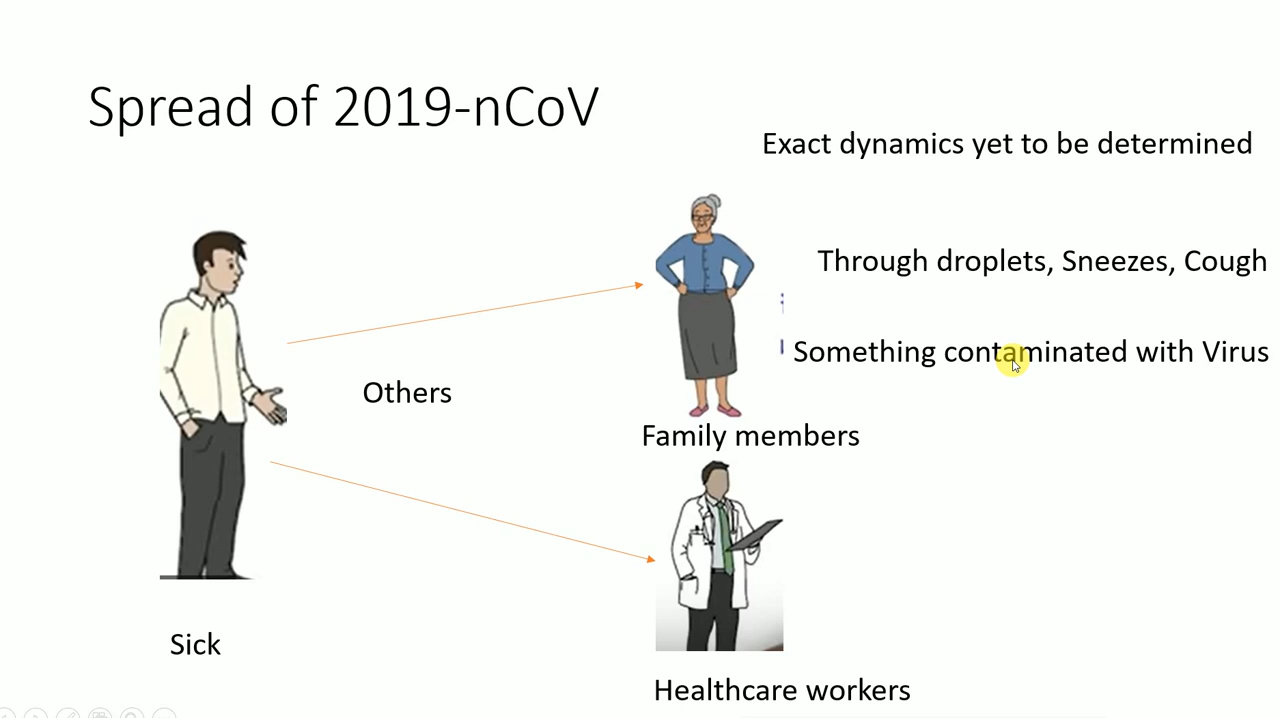 Spread of 2019-nCoV
Exact dynamics yet to be determined
Through droplets, Sneezes, Cough
Something contaminated with Virus
Others
Family members
Sick
Healthcare workers